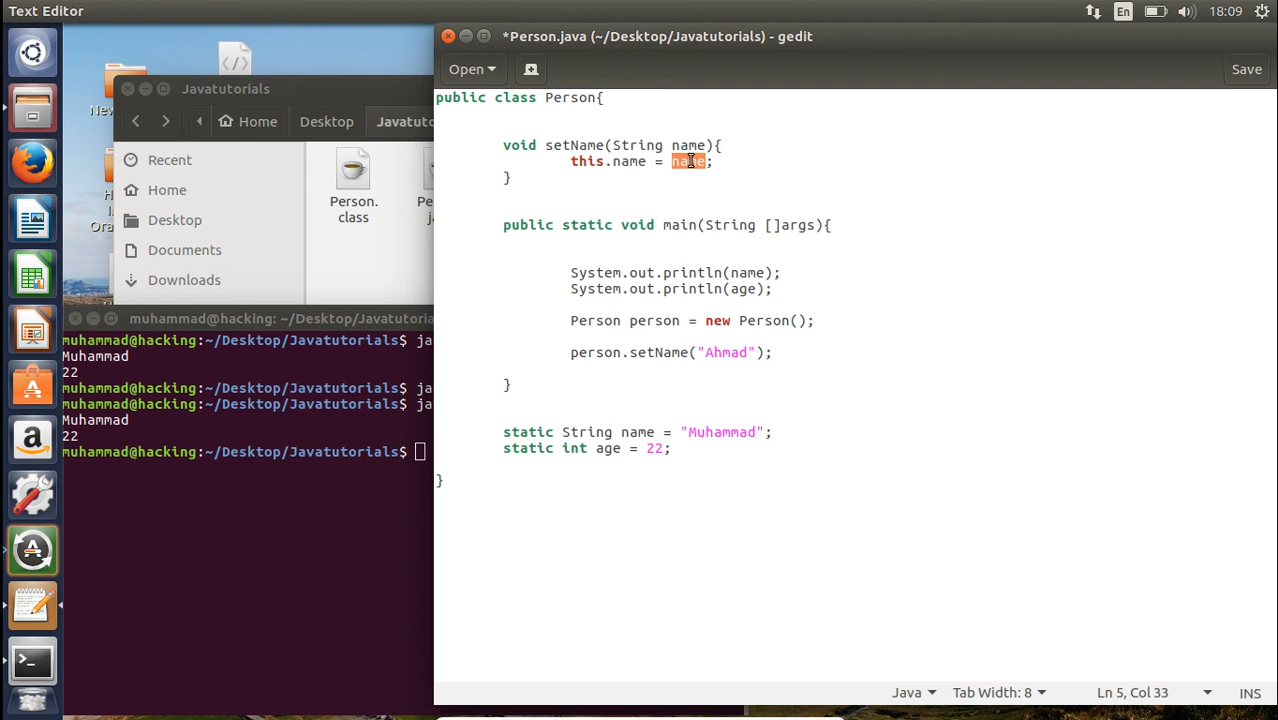 Text Editor
En
18:09
*Person.java (~/Desktop/Javatutorials) - gedit
Open
Save
Javatutorials
Home
Desktop
Recent
Home
Desktop
Documents
Downloads
Person.
class
public class Person{
void setName(String name){
this.name = name;
}
public static void main(String []args){
System.out.println(name);
System.out.println(age);
Person person = new Person();
person.setName("Ahmad");
}
static String name = "Muhammad";
static int age = 22;
}
muhammad@hacking: ~/Desktop/Javatutoria
muhammad@hacking:~/Desktop/Javatutorials$ ja
Muhammad
22
muhammad@hacking:~/Desktop/Javatutorials$ ja
muhammad@hacking:~/Desktop/Javatutorials$ ja
Muhammad
22
muhammad@hacking:~/Desktop/Javatutorials$
Java
Tab Width: 8
Ln 5, Col 33
INS